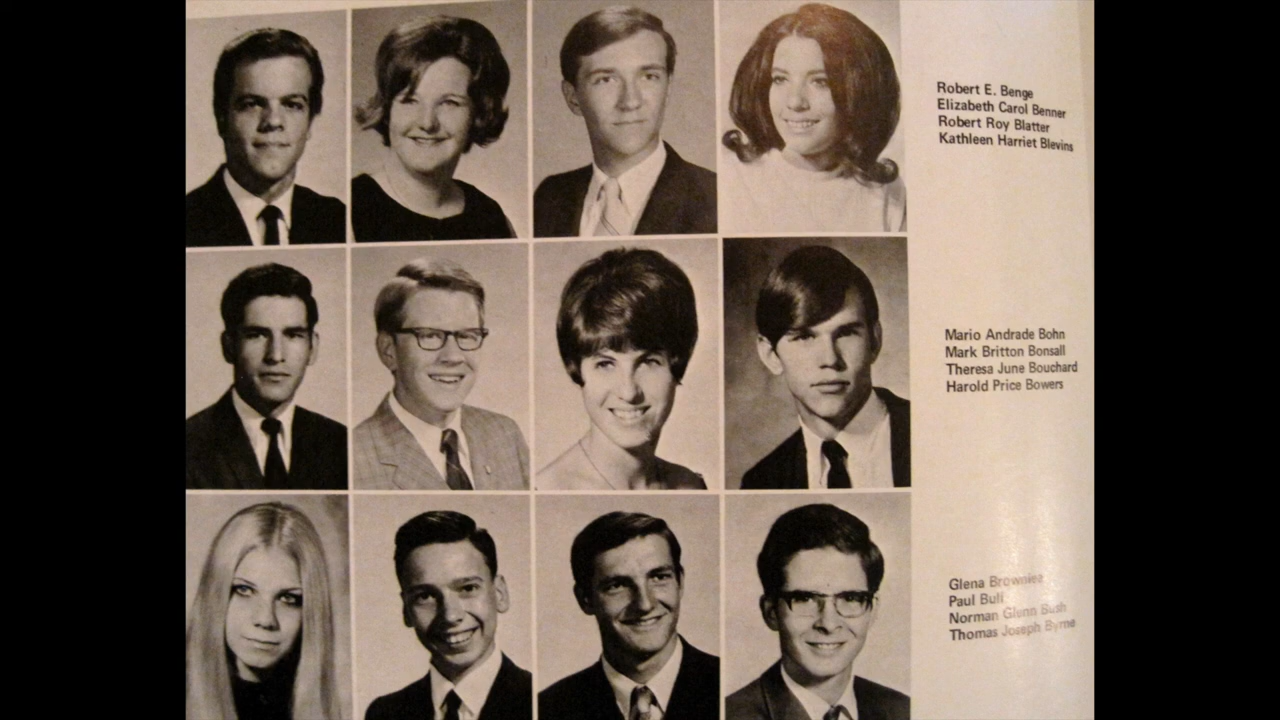 Robert E. Benge
Elizabeth Carol Benner
Robert Roy Blatter
Kathleen Harriet Blevins
Mario Andrade Bohn
Mark Britton Bonsall
Theresa June Bouchard
Harold Price Bowers
Glena Browniez
Paul Bull
Norman Glenn Bush
Thomas Joseph Byrne